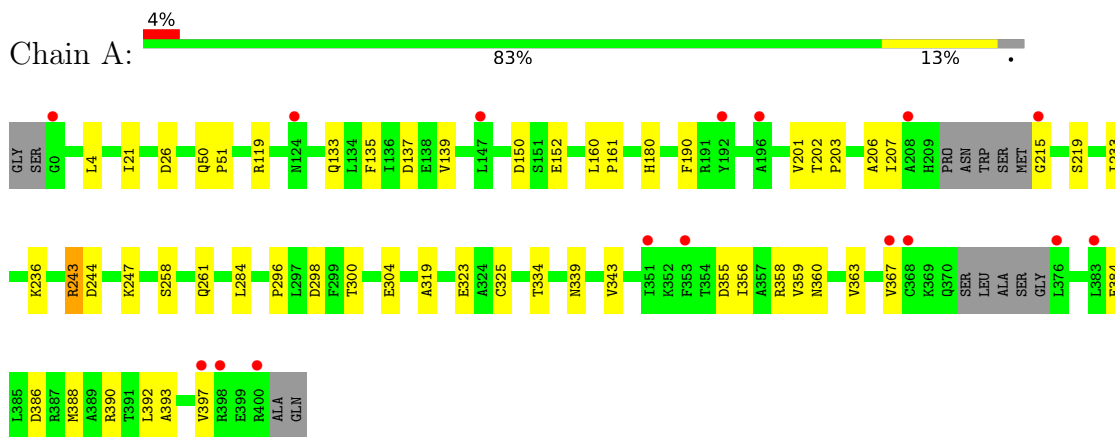 4%
Chain A:
83% 13% •
GLY SER G0 L4 I21 D26 Q50 P51 R119 N124 Q133 L134 F135 I136 D137 E138 V139 L147 D150 S151 E152 L160 P161 H180 F190 R191 Y192 A196 V201 T202 P203 A206 I207 A208 H209 PRO ASN TRP SER MET G215 S219
K236 R243 D244 K247 S258 Q261 L284 P296 L297 D298 F299 T300 E304 A319 E323 A324 C325 T334 N339 V343 I351 K352 F353 T354 D355 I356 A357 R358 V359 N360 V363 V367 C368 K369 Q370 SER LEU ALA SER GLY L376 L383
L385 D386 R387 M388 A389 R390 T391 L392 A393 V397 R398 E399 R400 ALA GLN